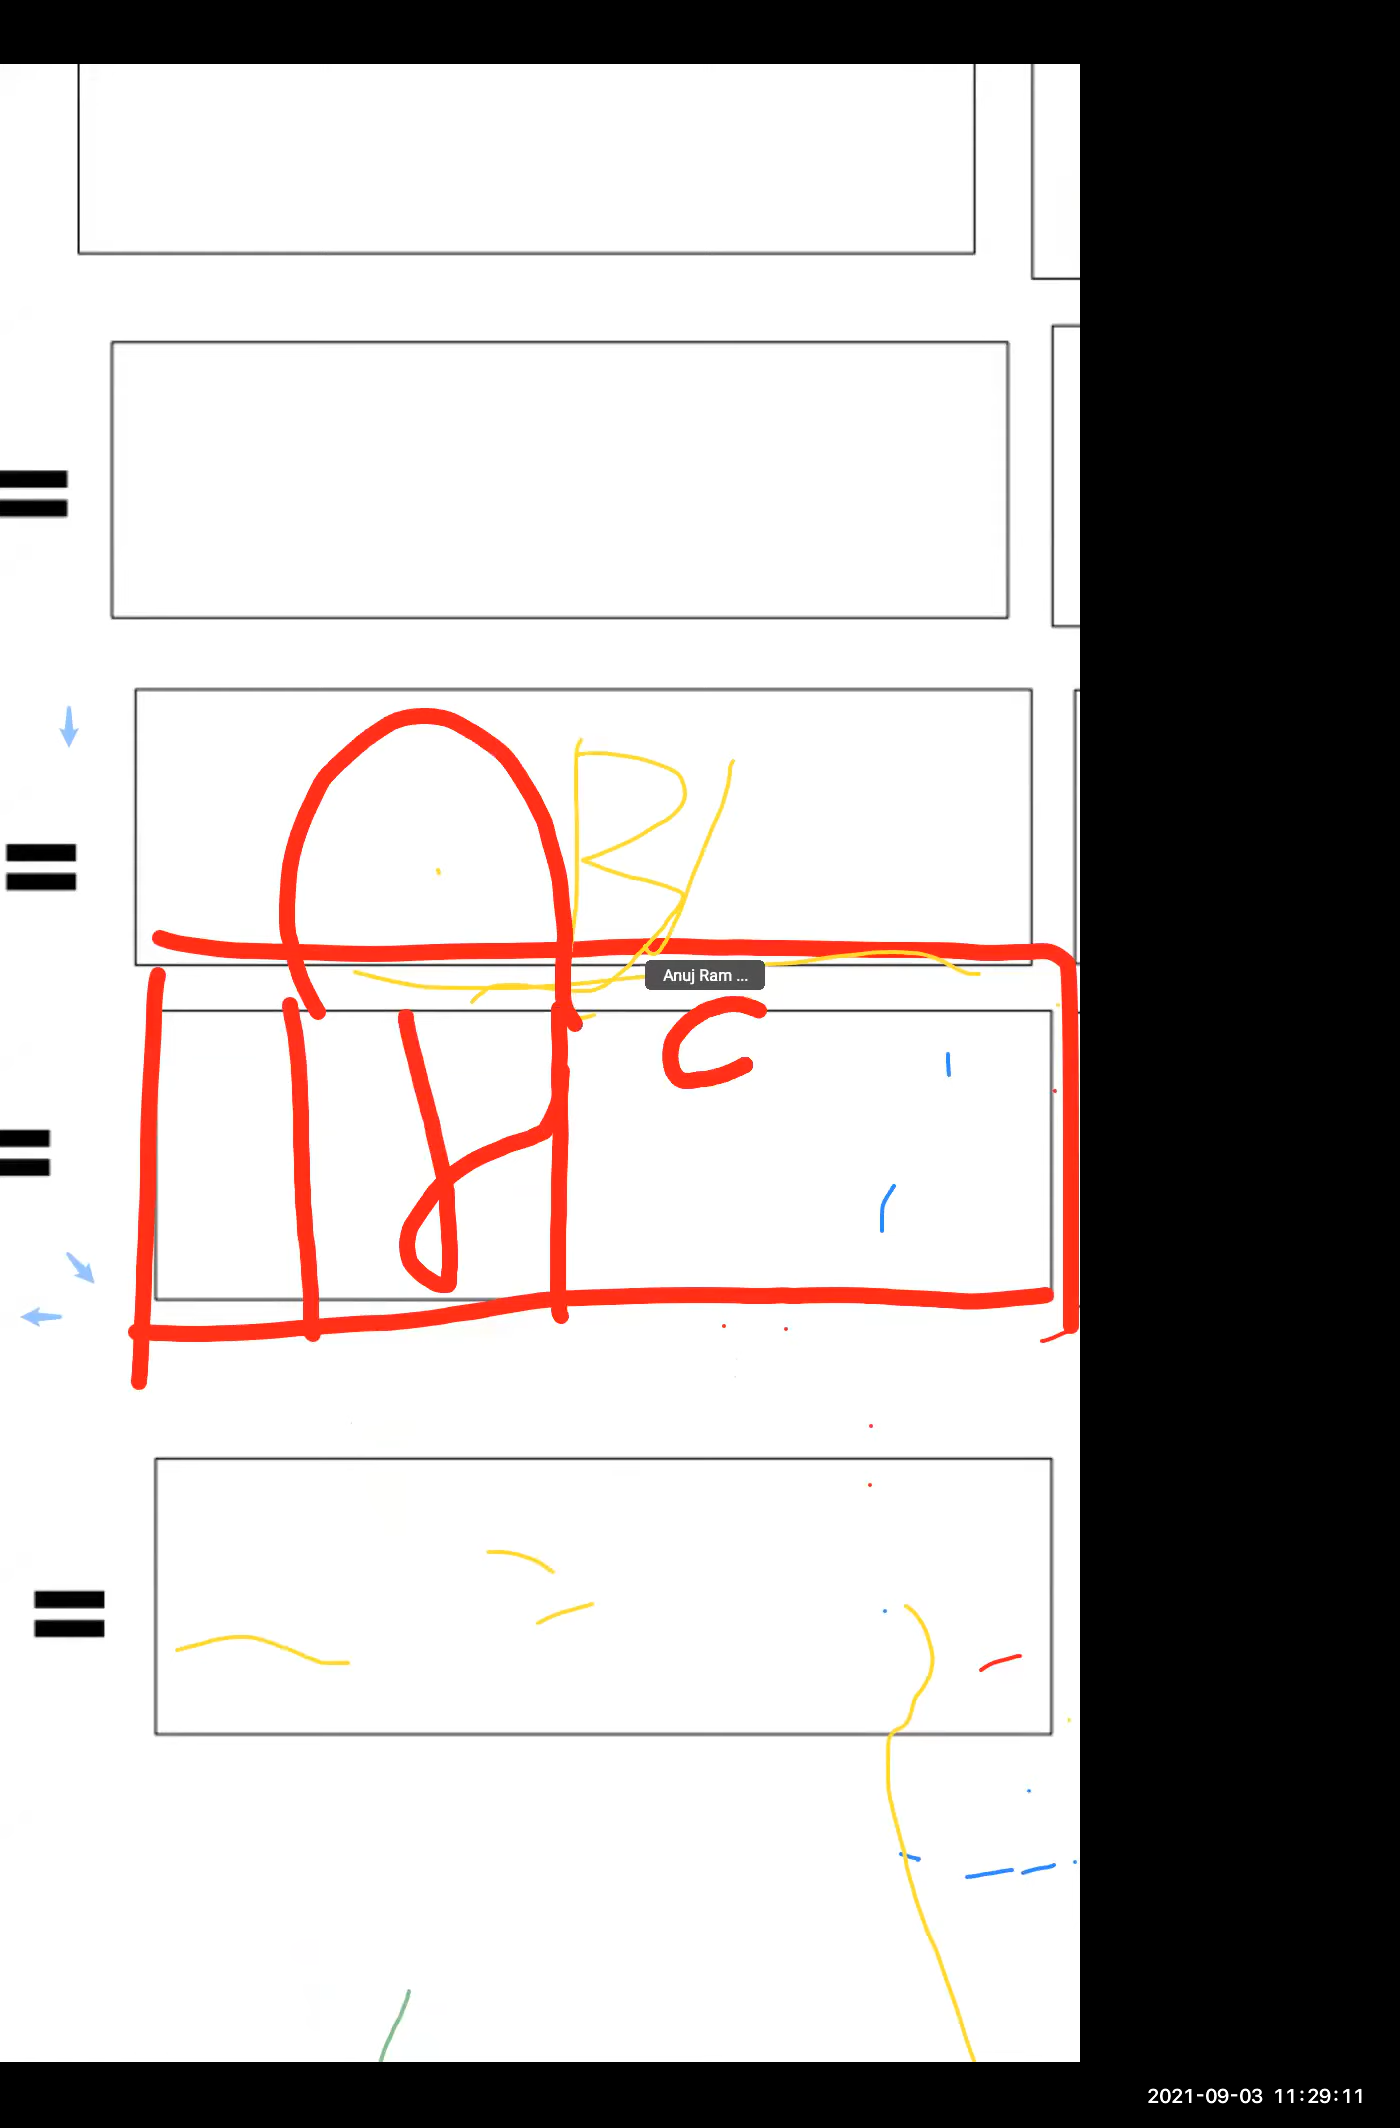 =
=
R
Anuj Ram ...
C
=
=
2021-09-03 11:29:11